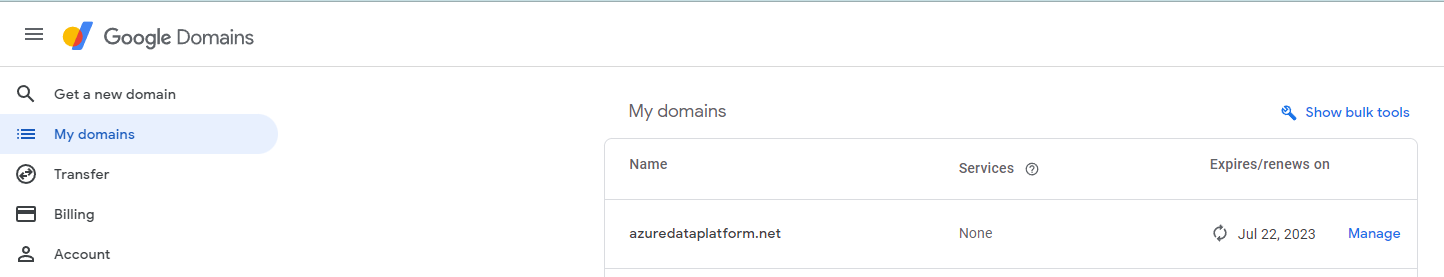 Google Domains
Get a new domain
My domains
Transfer
Billing
Account
My domains
Show bulk tools
Name
Services
Expires/renews on
azuredataplatform.net
None
Jul 22, 2023
Manage